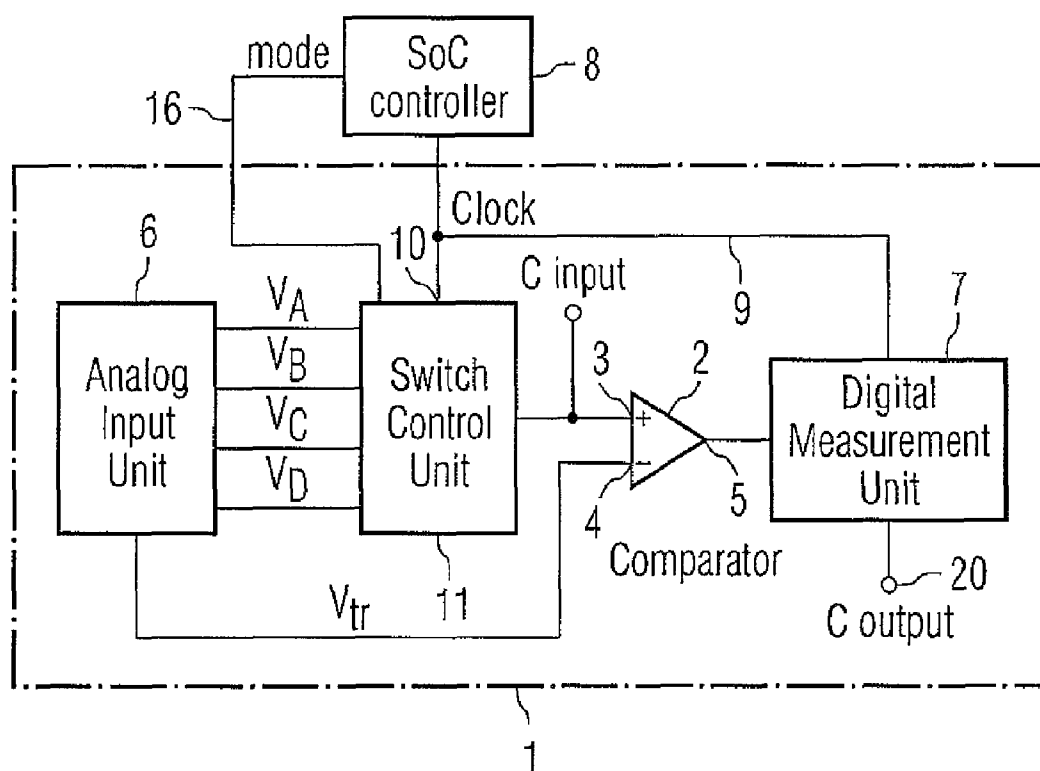 mode
SoC
controller
8
16
Clock
6
10
C input
9
7
V_A
V_B
V_C
V_D
Analog
Input
Unit
Switch
Control
Unit
3
2
+
−
4
5
Digital
Measurement
Unit
Comparator
20
V_tr
11
C output
1